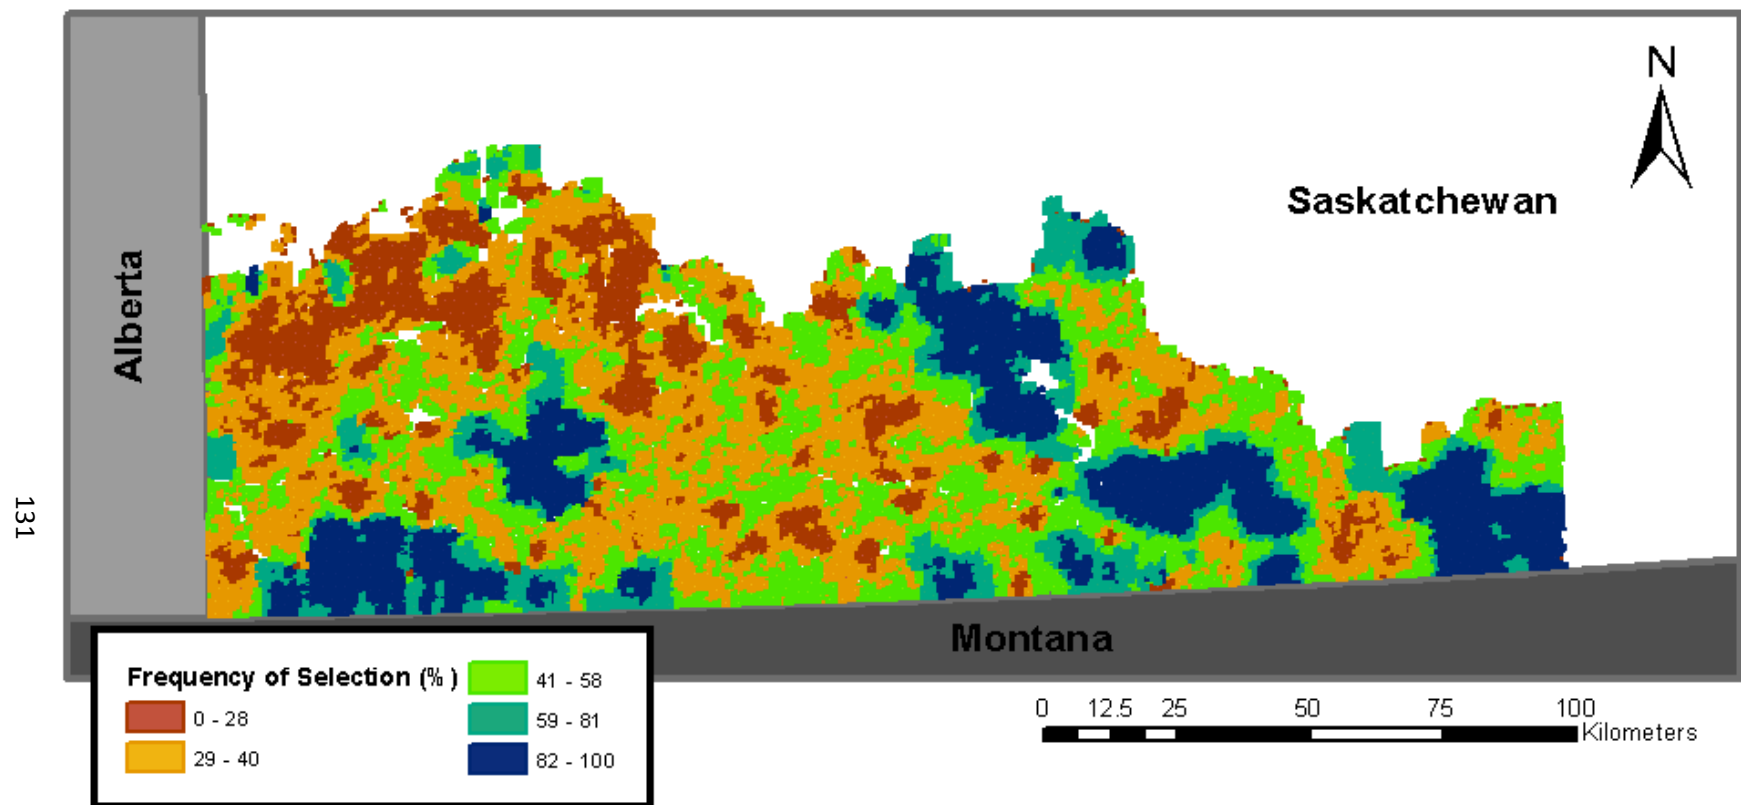 N
Saskatchewan
Alberta
131
Montana
Frequency of Selection (%)
0 - 28
29 - 40
41 - 58
59 - 81
82 - 100
0 12.5 25 50 75 100
Kilometers